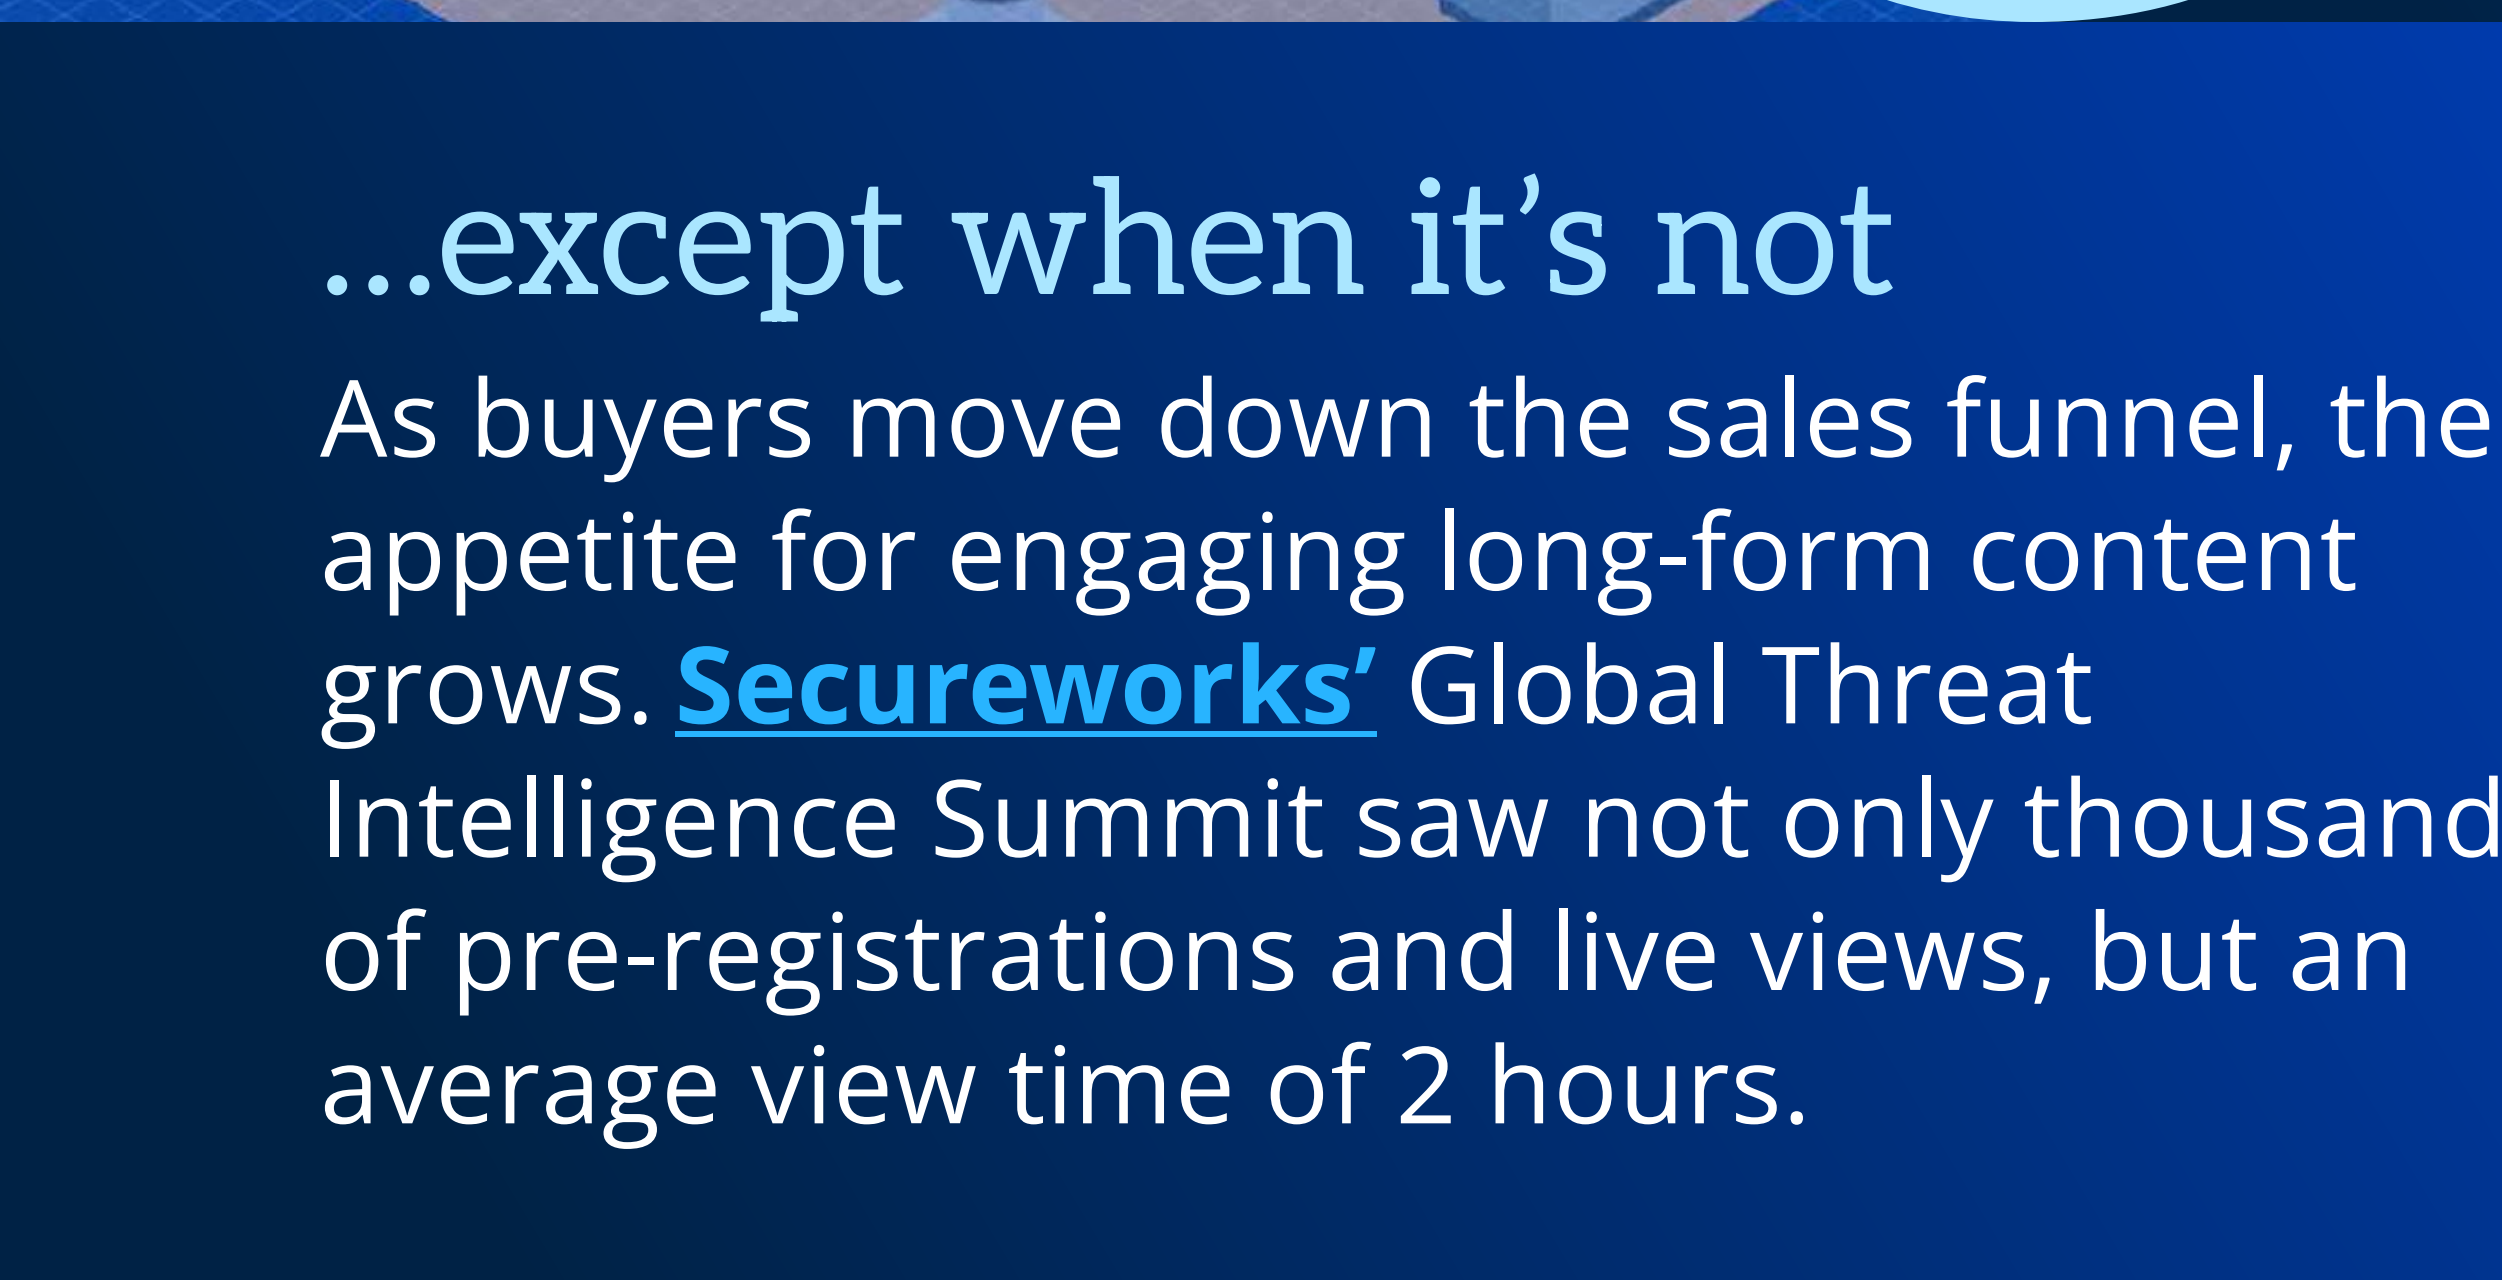 ...except when it’s not
As buyers move down the sales funnel, the
appetite for engaging long-form content
grows. Secureworks’ Global Threat
Intelligence Summit saw not only thousand
of pre-registrations and live views, but an
average view time of 2 hours.